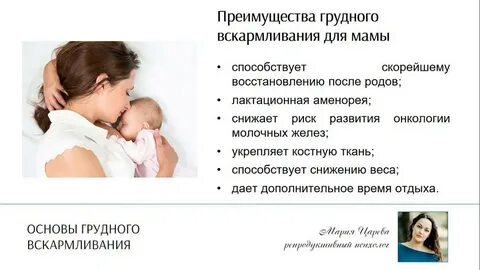 Преимущества грудного
вскармливания для мамы
• способствует скорейшему
восстановлению после родов;
• лактационная аменорея;
• снижает риск развития онкологии
молочных желез;
• укрепляет костную ткань;
• способствует снижению веса;
• дает дополнительное время отдыха.
ОСНОВЫ ГРУДНОГО
ВСКАРМЛИВАНИЯ
Мария Царева
репродуктивный психолог